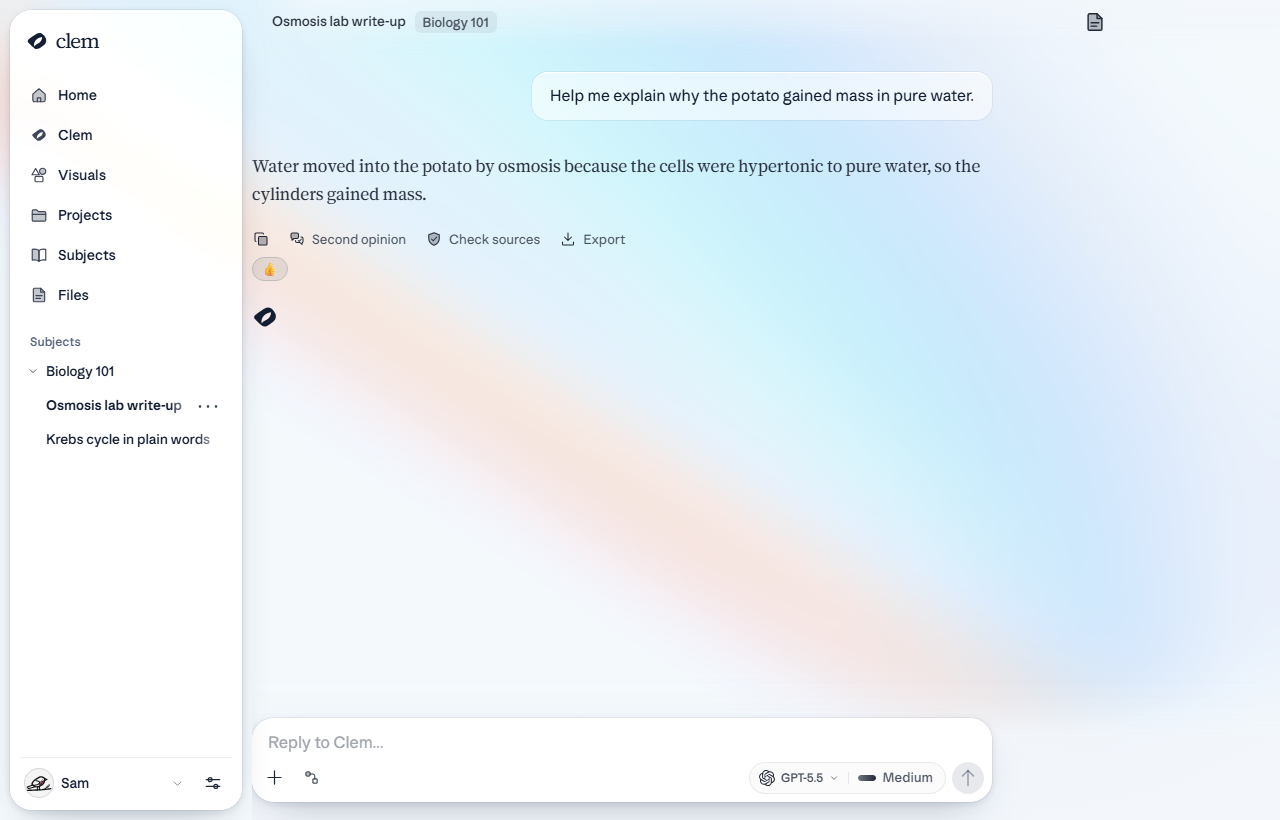 clem
Osmosis lab write-up Biology 101
Home
Clem
Visuals
Projects
Subjects
Files
Subjects
Biology 101
Osmosis lab write-up
Krebs cycle in plain words
Sam
Help me explain why the potato gained mass in pure water.
Water moved into the potato by osmosis because the cells were hypertonic to pure water, so the
cylinders gained mass.
Second opinion Check sources Export
Reply to Clem...
GPT-5.5 Medium